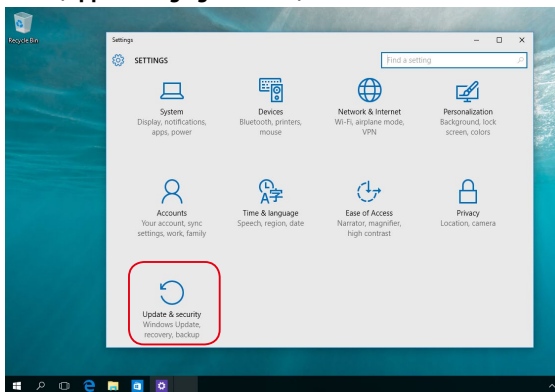 Recycle Bin
Settings
SETTINGS
Find a setting
System
Display, notifications,
apps, power
Devices
Bluetooth, printers,
mouse
Network & Internet
Wi-Fi, airplane mode,
VPN
Personalization
Background, lock
screen, colors
Accounts
Your account, sync
settings, work, family
Time & language
Speech, region, date
Ease of Access
Narrator, magnifier,
high contrast
Privacy
Location, camera
Update & security
Windows Update,
recovery, backup